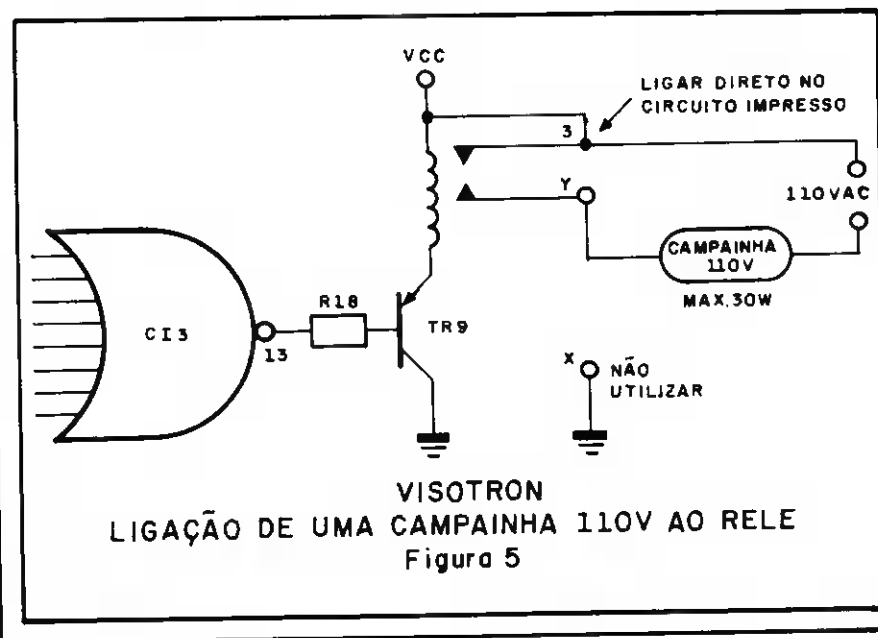 VCC
LIGAR DIRETO NO
CIRCUITO IMPRESSO
3
Y
110VAC
CAMPAINHA
110V
MAX.30W
R18
CI3
13
TR9
X
NÃO
UTILIZAR
VISOTRON
LIGAÇÃO DE UMA CAMPAINHA 110V AO RELE
Figura 5